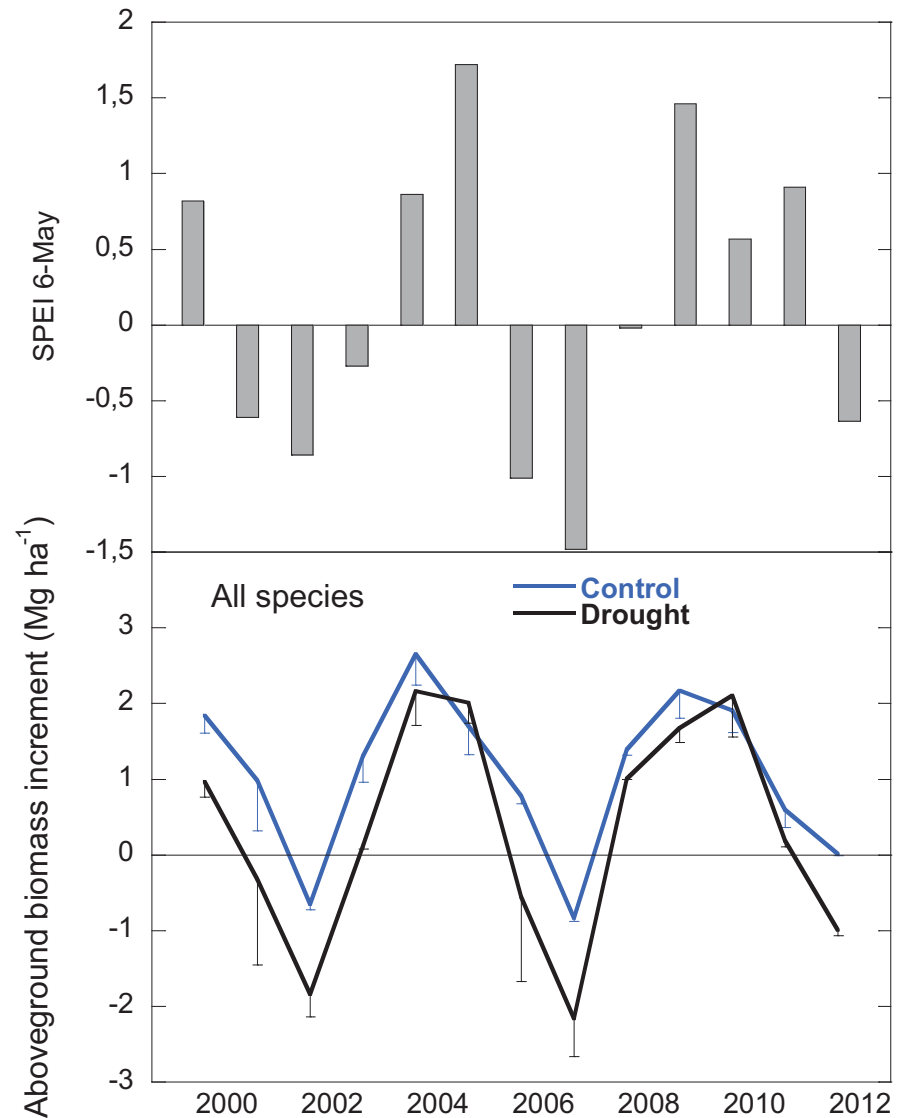 2
1,5
1
0,5
0
-0,5
-1
-1,5
SPEI 6-May
All species
Control
Drought
3
2
1
0
-1
-2
-3
Aboveground biomass increment (Mg ha⁻¹)
2000 2002 2004 2006 2008 2010 2012